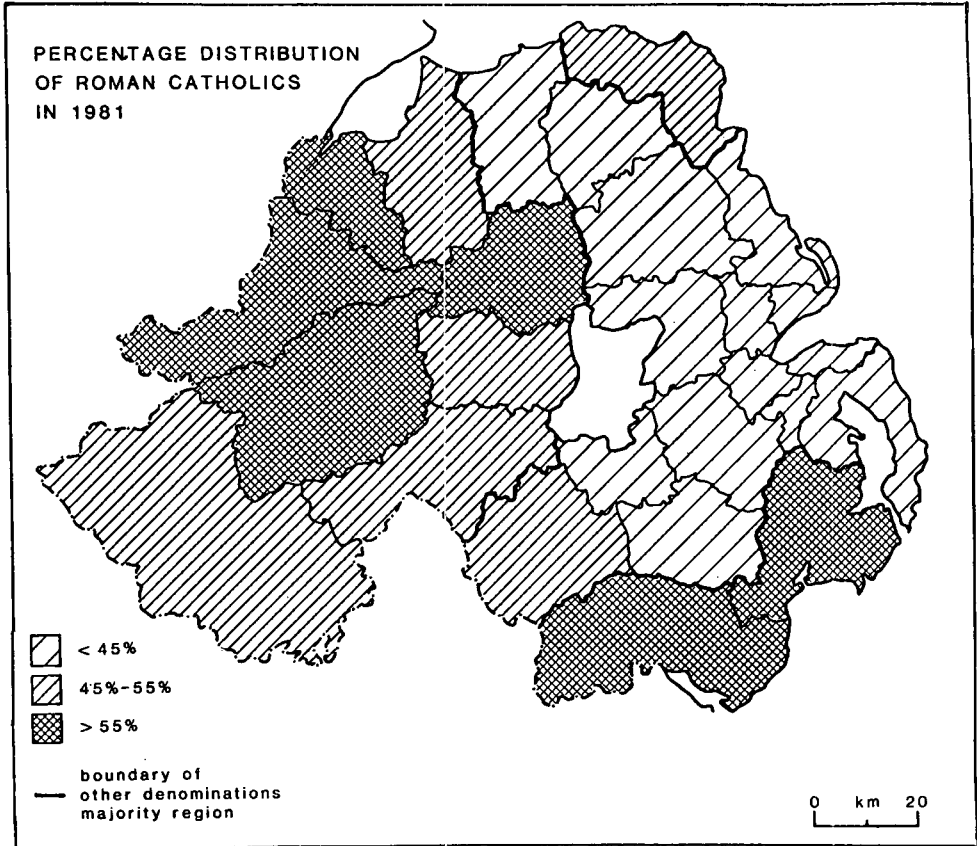 PERCENTAGE DISTRIBUTION
OF ROMAN CATHOLICS
IN 1981
< 45%
45%-55%
> 55%
boundary of
other denominations
majority region
0 km 20